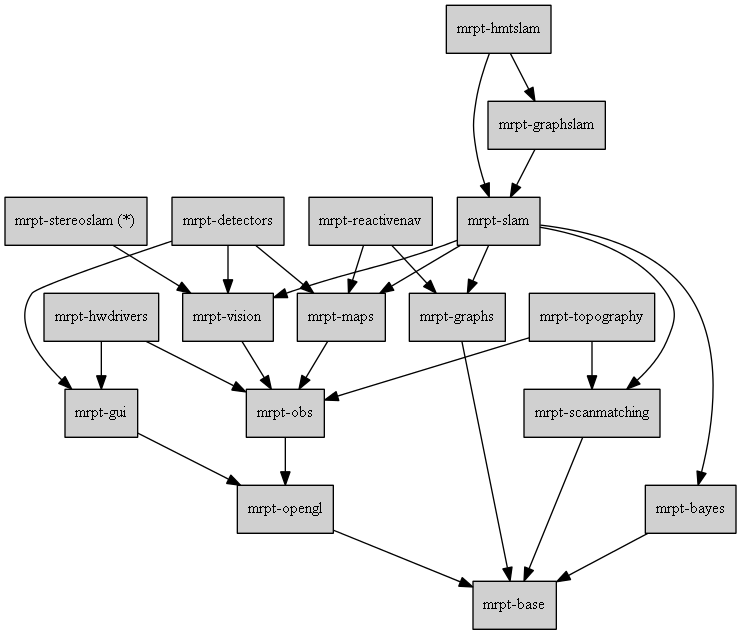 mrpt-hmtslam
mrpt-graphslam
mrpt-stereoslam (*)
mrpt-detectors
mrpt-reactivenav
mrpt-slam
mrpt-hwdrivers
mrpt-vision
mrpt-maps
mrpt-graphs
mrpt-topography
mrpt-gui
mrpt-obs
mrpt-scanmatching
mrpt-opengl
mrpt-bayes
mrpt-base